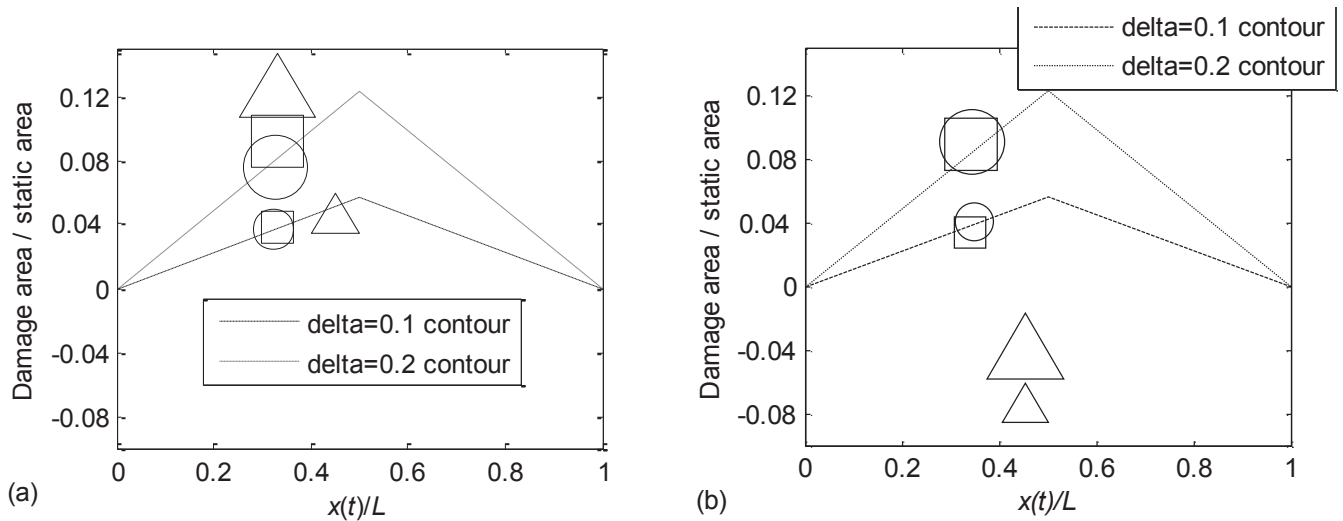 0.12
0.08
0.04
0
-0.04
-0.08
Damage area / static area
delta=0.1 contour
delta=0.2 contour
0
0.2
0.4
0.6
0.8
1
x(t)/L
(a)
delta=0.1 contour
delta=0.2 contour
0.12
0.08
0.04
0
-0.04
-0.08
Damage area / static area
0
0.2
0.4
0.6
0.8
1
x(t)/L
(b)